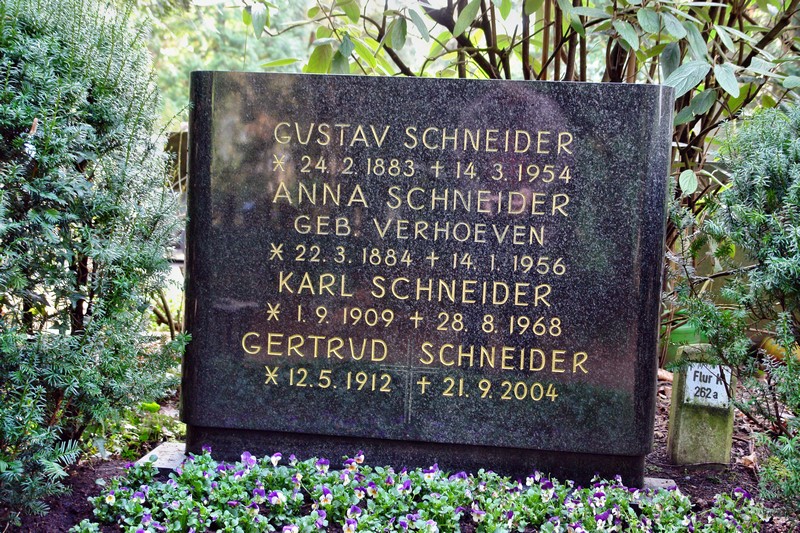 GUSTAV SCHNEIDER
* 24. 2. 1883 + 14. 3. 1954
ANNA SCHNEIDER
GEB. VERHOEVEN
* 22. 3. 1884 + 14. 1. 1956
KARL SCHNEIDER
* 1. 9. 1909 + 28. 8. 1968
GERTRUD SCHNEIDER
* 12. 5. 1912 + 21. 9. 2004
Flur K
262a